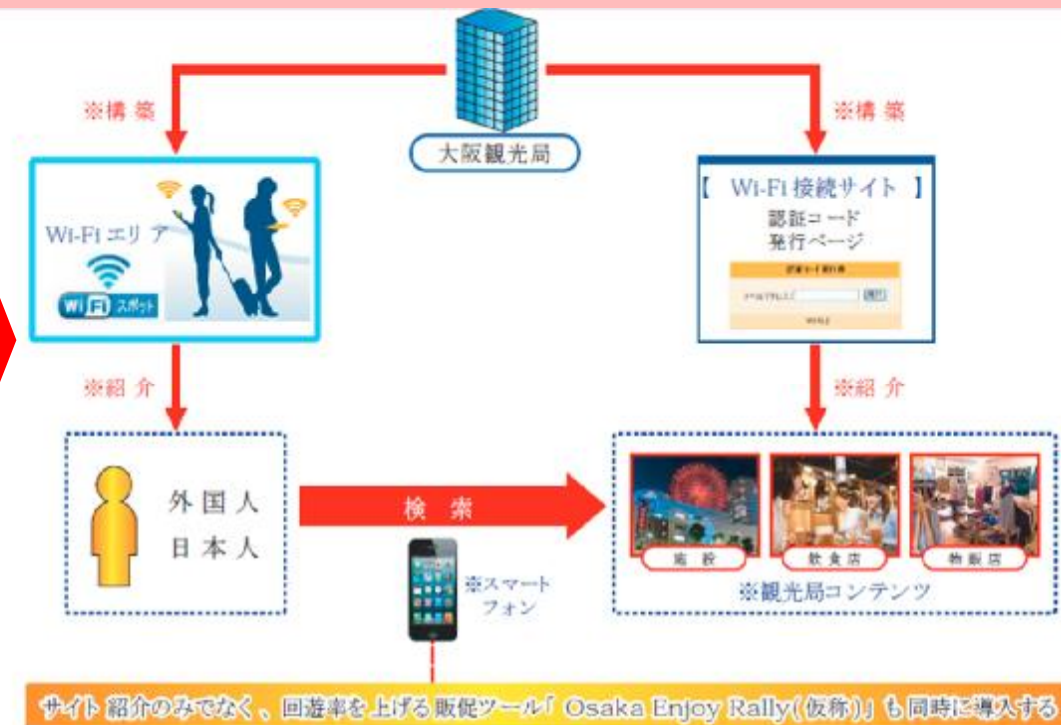 ※構築
※構築
大阪観光局
Wi-Fiエリア
Wi Fi スポット
【 Wi-Fi接続サイト 】
認証コード
発行ページ
※紹介
※紹介
外国人
日本人
検索
※スマート
フォン
施設
飲食店
物販店
※観光局コンテンツ
サイト紹介のみでなく、回遊率を上げる販促ツール「Osaka Enjoy Rally(仮称)」も同時に導入する